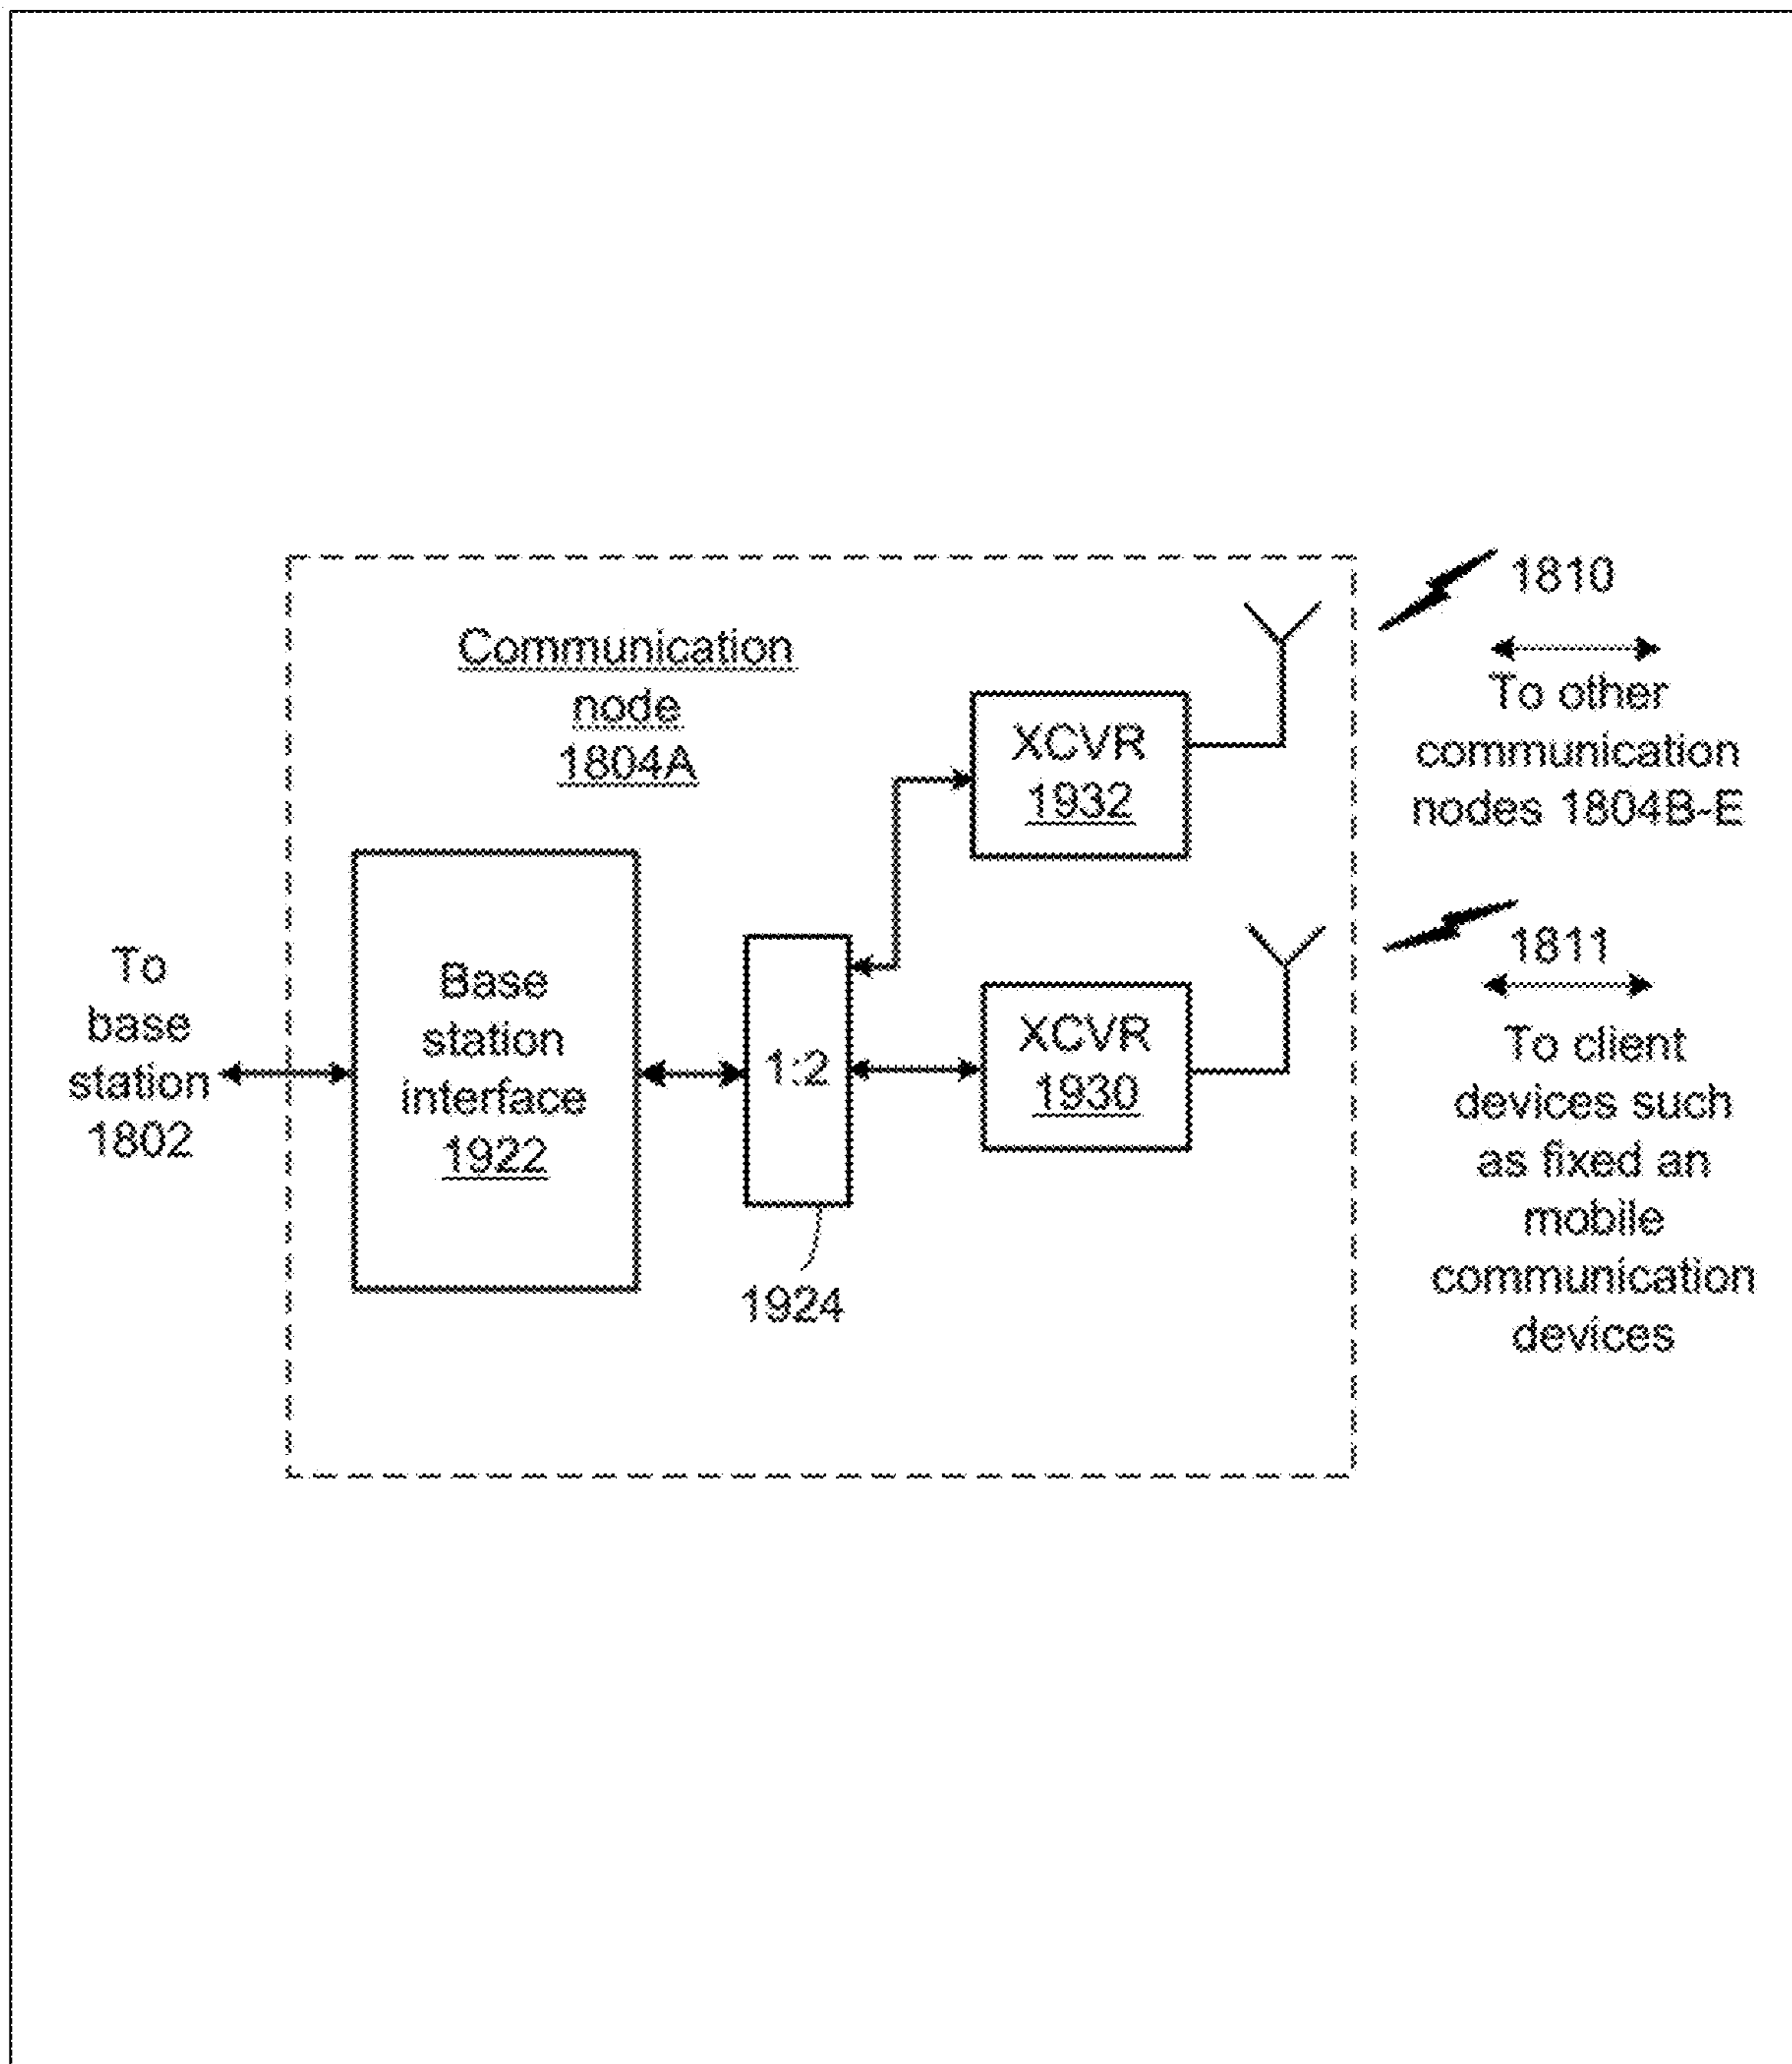 Communication
node
1804A
To
base
station
1802
Base
station
interface
1922
1:2
1924
XCVR
1932
XCVR
1930
1810
To other
communication
nodes 1804B-E
1811
To client
devices such
as fixed an
mobile
communication
devices